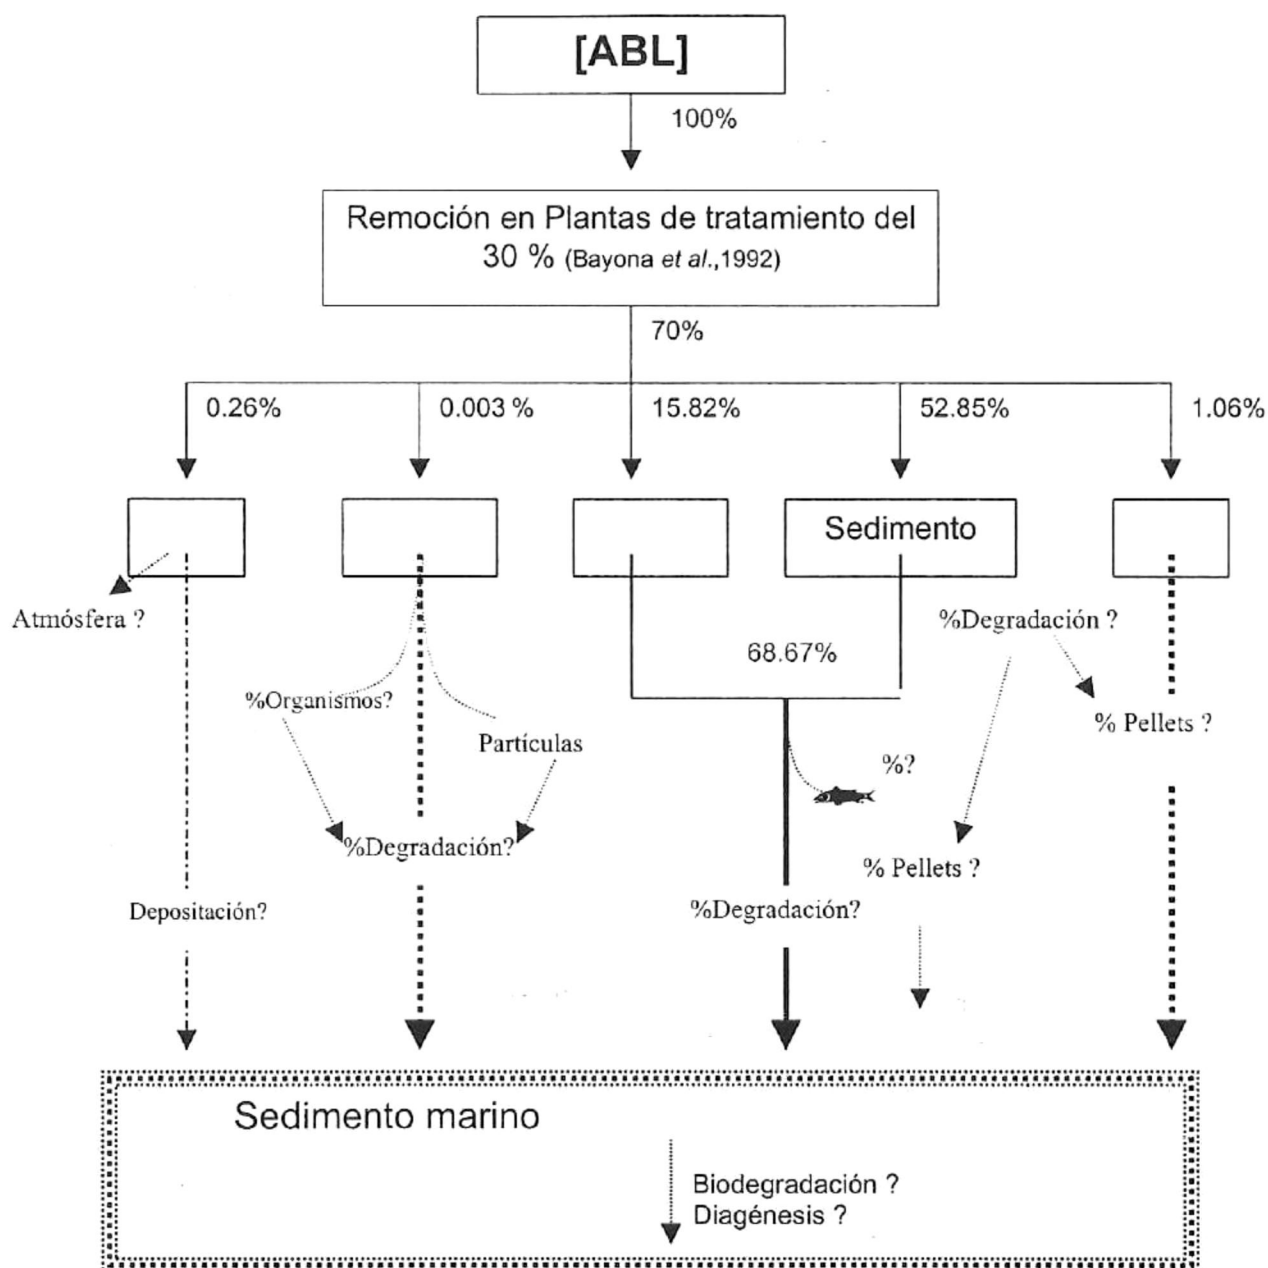 [ABL]
100%
Remoción en Plantas de tratamiento del
30 % (Bayona et al.,1992)
70%
0.26%
0.003 %
15.82%
52.85%
1.06%
Sedimento
Atmósfera ?
%Degradación ?
68.67%
%Organismos?
% Pellets ?
Partículas
%?
%Degradación?
% Pellets ?
Depositación?
%Degradación?
Sedimento marino
Biodegradación ?
Diagénesis ?